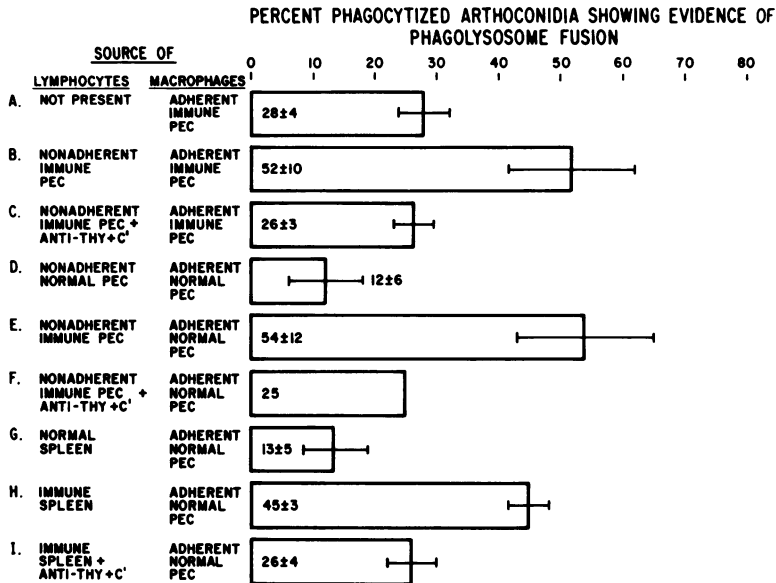 PERCENT PHAGOCYTIZED ARTHOCONIDIA SHOWING EVIDENCE OF
PHAGOLYSOSOME FUSION
SOURCE OF
LYMPHOCYTES MACROPHAGES
0 10 20 30 40 50 60 70 80
A. NOT PRESENT ADHERENT
IMMUNE
PEC
28±4
B. NONADHERENT ADHERENT
IMMUNE IMMUNE
PEC PEC
52±10
C. NONADHERENT ADHERENT
IMMUNE PEC + IMMUNE
ANTI-THY+C' PEC
26±3
D. NONADHERENT ADHERENT
NORMAL PEC NORMAL
PEC
12±6
E. NONADHERENT ADHERENT
IMMUNE PEC NORMAL
PEC
54±12
F. NONADHERENT ADHERENT
IMMUNE PEC + NORMAL
ANTI-THY+C' PEC
25
G. NORMAL ADHERENT
SPLEEN NORMAL
PEC
13±5
H. IMMUNE ADHERENT
SPLEEN NORMAL
PEC
45±3
I. IMMUNE ADHERENT
SPLEEN + NORMAL
ANTI-THY+C' PEC
26±4